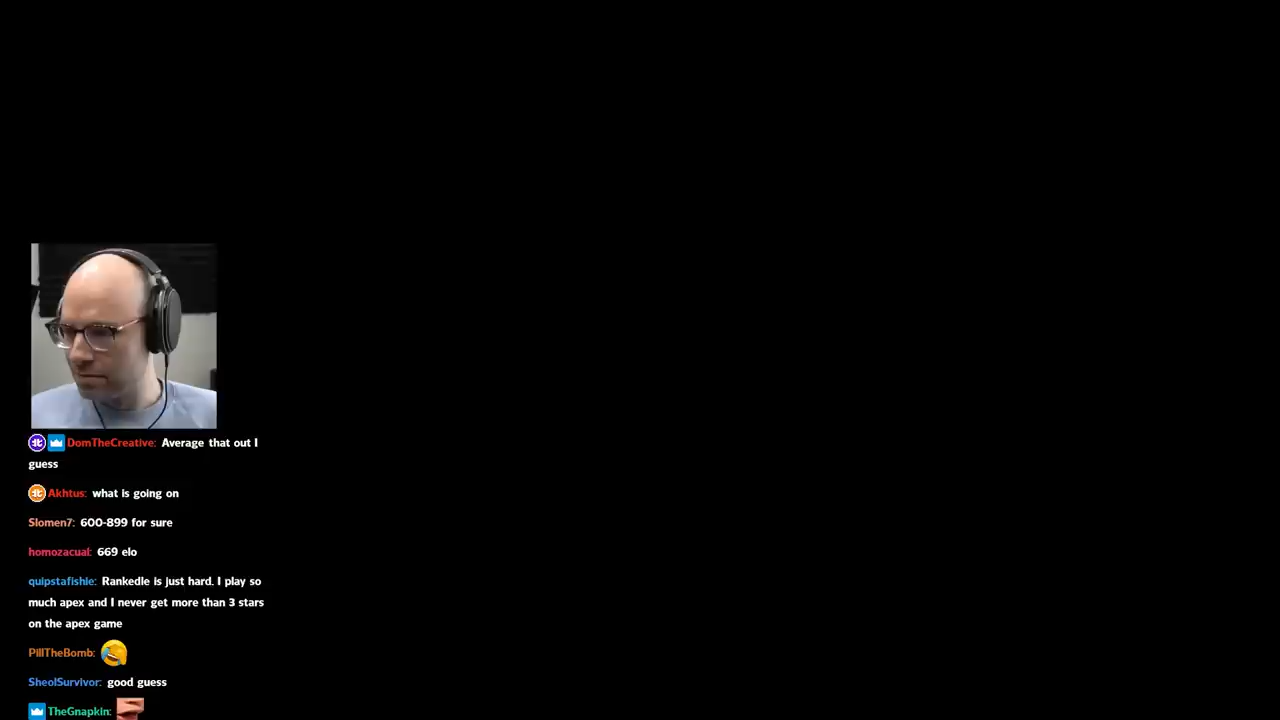 DomTheCreative: Average that out I
guess
Akhtus: what is going on
Slomen7: 600-899 for sure
homozacual: 669 elo
quipstafishie: Rankedle is just hard. I play so
much apex and I never get more than 3 stars
on the apex game
PillTheBomb:
SheolSurvivor: good guess
TheGnapkin: